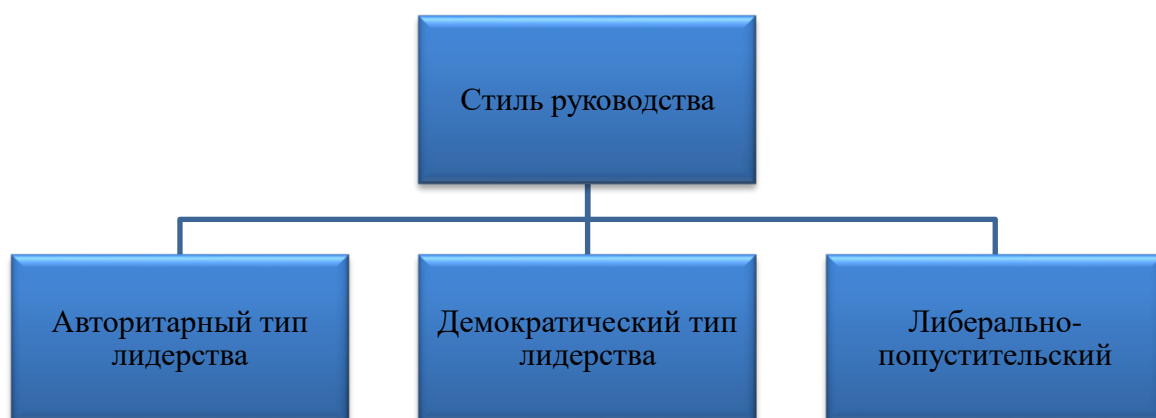 Стиль руководства
Авторитарный тип
лидерства
Демократический тип
лидерства
Либерально-
попустительский